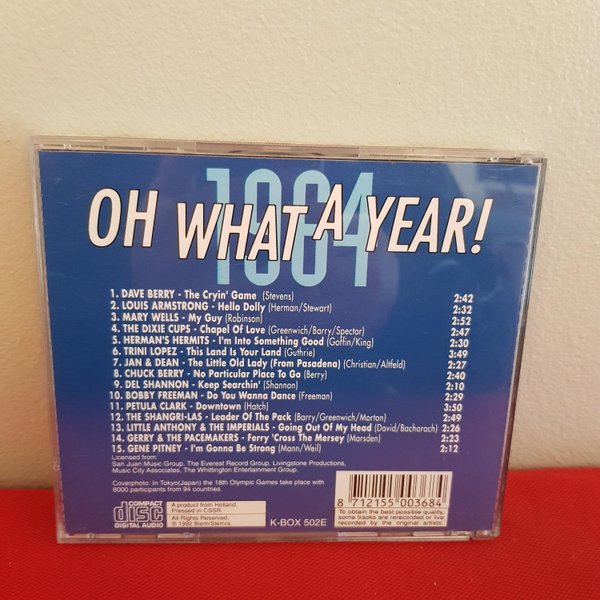 1964
OH WHAT A YEAR!
1. DAVE BERRY - The Cryin' Game (Stevens) 2:42
2. LOUIS ARMSTRONG - Hello Dolly (Herman/Stewart) 2:32
3. MARY WELLS - My Guy (Robinson) 2:52
4. THE DIXIE CUPS - Chapel Of Love (Greenwich/Barry/Spector) 2:47
5. HERMAN'S HERMITS - I'm Into Something Good (Goffin/King) 2:30
6. TRINI LOPEZ - This Land Is Your Land (Guthrie) 3:49
7. JAN & DEAN - The Little Old Lady (From Pasadena) (Christian/Altfeld) 2:27
8. CHUCK BERRY - No Particular Place To Go (Berry) 2:40
9. DEL SHANNON - Keep Searchin' (Shannon) 2:10
10. BOBBY FREEMAN - Do You Wanna Dance (Freeman) 2:29
11. PETULA CLARK - Downtown (Hatch) 3:50
12. THE SHANGRI-LAS - Leader Of The Pack (Barry/Greenwich/Morton) 2:49
13. LITTLE ANTHONY & THE IMPERIALS - Going Out Of My Head (David/Bacharach) 2:26
14. GERRY & THE PACEMAKERS - Ferry 'Cross The Mersey (Marsden) 2:23
15. GENE PITNEY - I'm Gonna Be Strong (Mann/Weil) 2:12
Licensed from:
San Juan Music Group, The Everest Record Group, Livingstone Productions,
Music City Associates, The Whittington Entertainment Group.
Coverphoto: In Tokyo(Japan) the 18th Olympic Games take place with
8000 participants from 94 countries.
COMPACT
disc
DIGITAL AUDIO
A product from Holland.
Pressed in CSSR.
All Rights Reserved.
℗ 1992 Biem/Stemra.
K-BOX 502E
8 712155 003684
To obtain the best possible quality,
some tracks are rerecorded or live
recorded by the original artists.